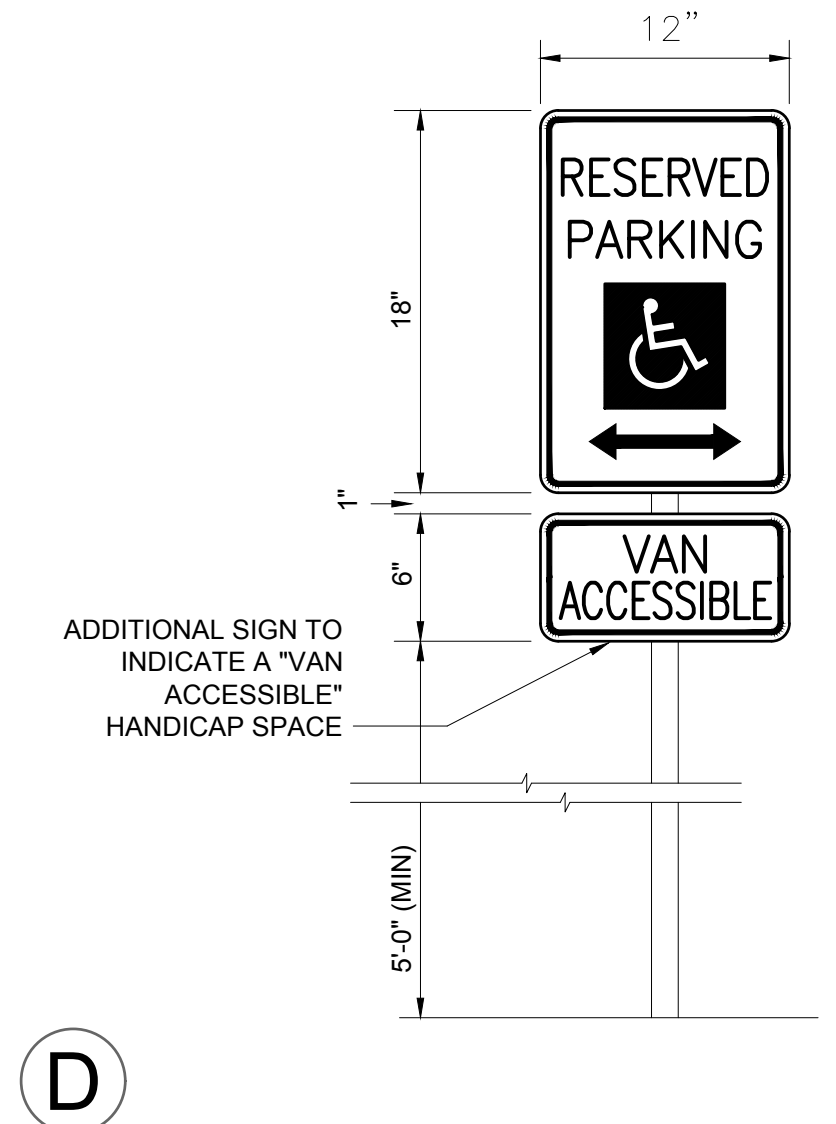 12”
RESERVED
PARKING
18"
1"
VAN
ACCESSIBLE
6"
ADDITIONAL SIGN TO
INDICATE A "VAN
ACCESSIBLE"
HANDICAP SPACE
5'-0" (MIN)
D